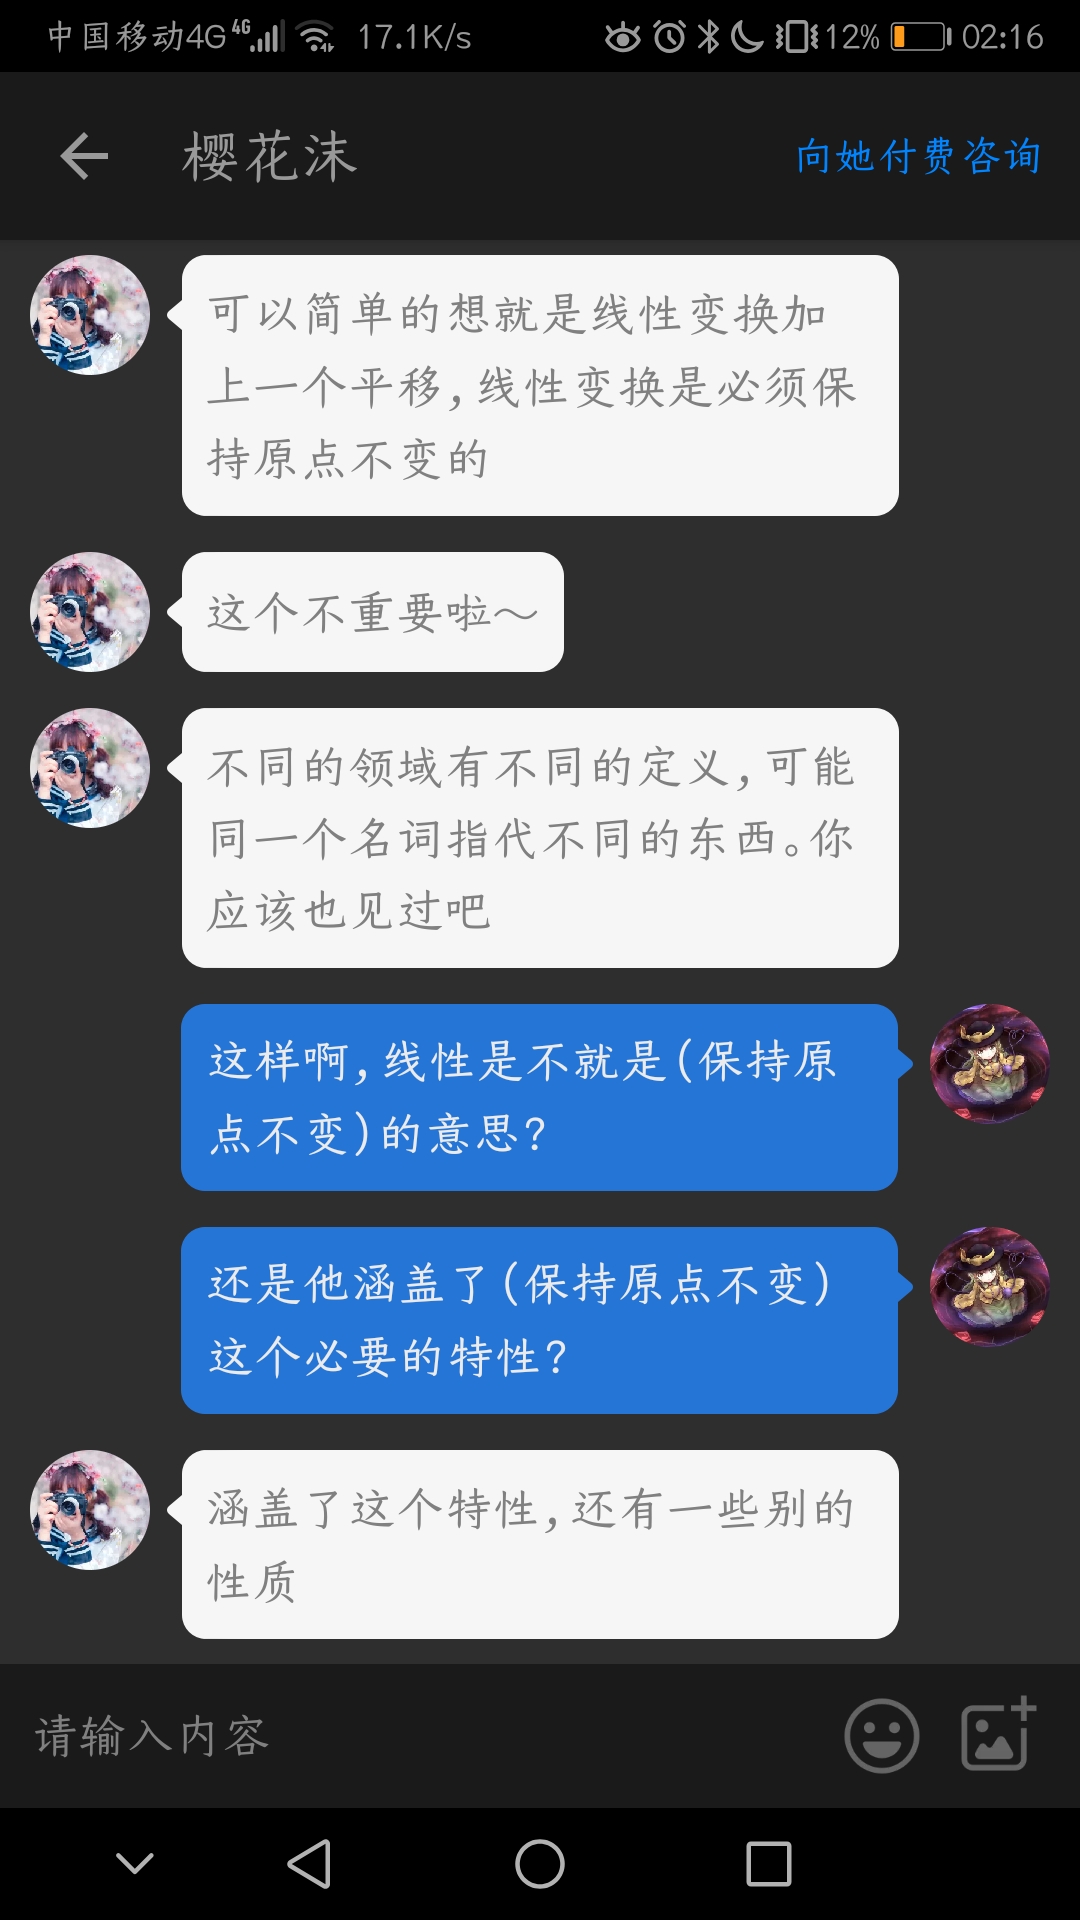 中国移动4G 4G 17.1K/s 12% 02:16
樱花沫 向她付费咨询
可以简单的想就是线性变换加
上一个平移,线性变换是必须保
持原点不变的
这个不重要啦～
不同的领域有不同的定义,可能
同一个名词指代不同的东西。你
应该也见过吧
这样啊,线性是不就是(保持原
点不变)的意思?
还是他涵盖了(保持原点不变)
这个必要的特性?
涵盖了这个特性,还有一些别的
性质
请输入内容